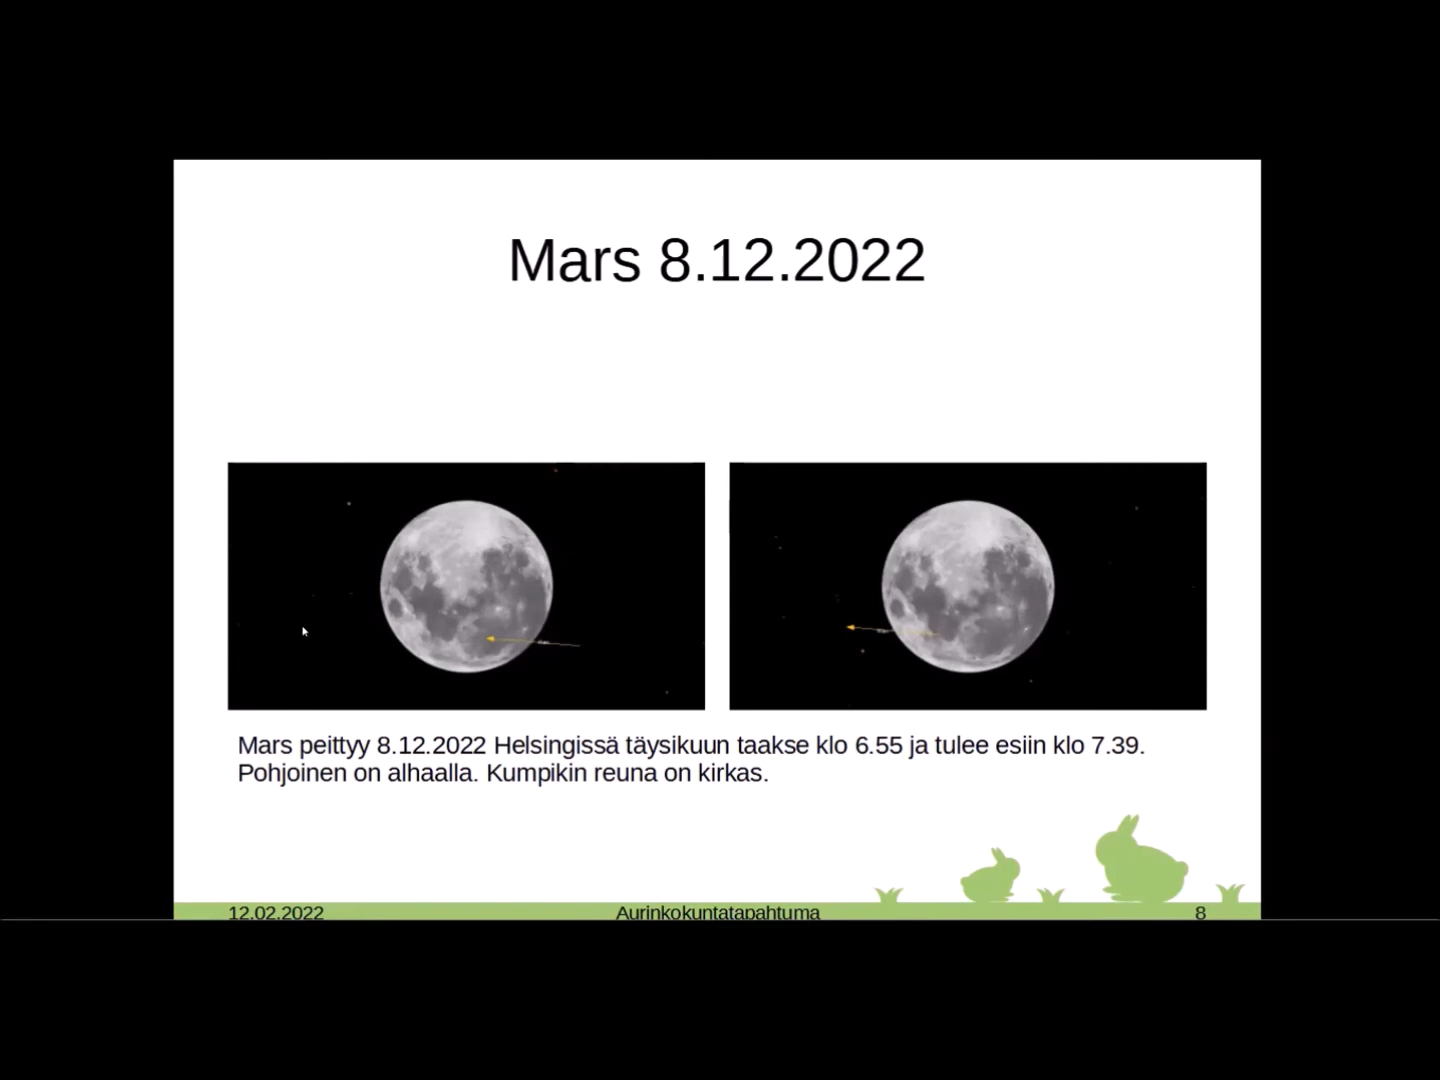 Mars 8.12.2022
Mars peittyy 8.12.2022 Helsingissä täysikuun taakse klo 6.55 ja tulee esiin klo 7.39.
Pohjoinen on alhaalla. Kumpikin reuna on kirkas.
12.02.2022
Aurinkokuntatapahtuma
8